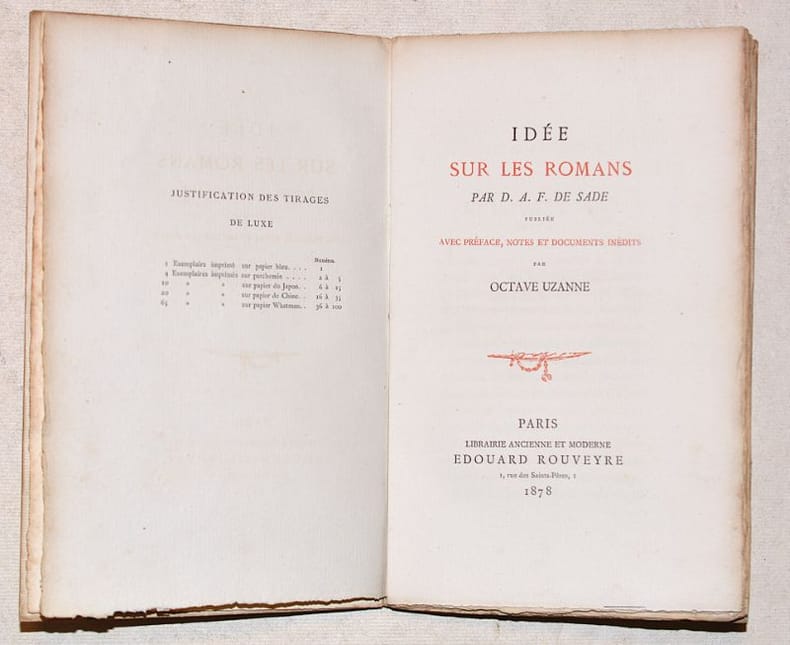 JUSTIFICATION DES TIRAGES
DE LUXE
Numéros.
1 Exemplaire imprimé sur papier bleu. . . . 1
4 Exemplaires imprimés sur parchemin . . . . 2 à 5
10 » » sur papier du Japon. . 6 à 15
20 » » sur papier de Chine. . 16 à 35
65 » » sur papier Whatman. . 36 à 100
IDÉE
SUR LES ROMANS
PAR D. A. F. DE SADE
PUBLIÉE
AVEC PRÉFACE, NOTES ET DOCUMENTS INÉDITS
PAR
OCTAVE UZANNE
PARIS
LIBRAIRIE ANCIENNE ET MODERNE
EDOUARD ROUVEYRE
1, rue des Saints-Pères, 1
1878